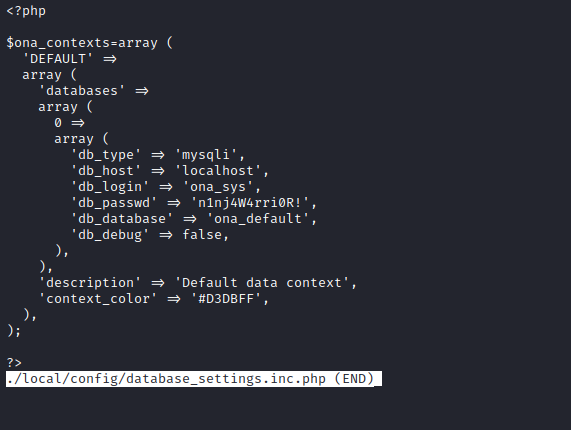 <?php

$ona_contexts=array (
  'DEFAULT' =>
  array (
    'databases' =>
    array (
      0 =>
      array (
        'db_type' => 'mysqli',
        'db_host' => 'localhost',
        'db_login' => 'ona_sys',
        'db_passwd' => 'n1nj4W4rri0R!',
        'db_database' => 'ona_default',
        'db_debug' => false,
      ),
    ),
    'description' => 'Default data context',
    'context_color' => '#D3DBFF',
  ),
);

?>
./local/config/database_settings.inc.php (END)